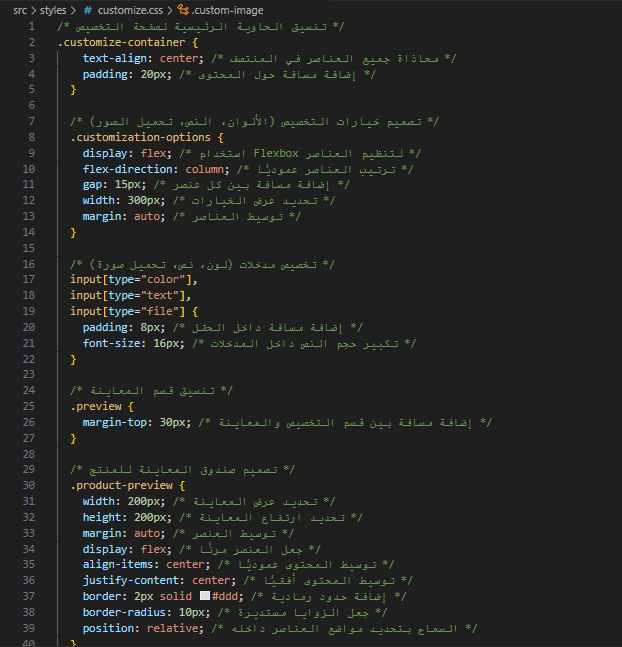 src > styles > # customize.css > .custom-image
1 /* تنسيق الحاوية الرئيسية لصفحة التخصيص */
2 .customize-container {
3 text-align: center; /* محاذاة جميع العناصر في المنتصف */
4 padding: 20px; /* إضافة مسافة حول المحتوى */
5 }
6
7 /* تصميم خيارات التخصيص (الألوان، النص، تحميل الصور) */
8 .customization-options {
9 display: flex; /* استخدام Flexbox لتنظيم العناصر */
10 flex-direction: column; /* ترتيب العناصر عموديًا */
11 gap: 15px; /* إضافة مسافة بين كل عنصر */
12 width: 300px; /* تحديد عرض الخيارات */
13 margin: auto; /* توسيط العناصر */
14 }
15
16 /* تخصيص مدخلات (لون، نص، تحميل صورة) */
17 input[type="color"],
18 input[type="text"],
19 input[type="file"] {
20 padding: 8px; /* إضافة مسافة داخل الحقل */
21 font-size: 16px; /* تكبير حجم النص داخل المدخلات */
22 }
23
24 /* تنسيق قسم المعاينة */
25 .preview {
26 margin-top: 30px; /* إضافة مسافة بين قسم التخصيص والمعاينة */
27 }
28
29 /* تصميم صندوق المعاينة للمنتج */
30 .product-preview {
31 width: 200px; /* تحديد عرض المعاينة */
32 height: 200px; /* تحديد ارتفاع المعاينة */
33 margin: auto; /* توسيط العنصر */
34 display: flex; /* جعل العنصر مرنًا */
35 align-items: center; /* توسيط المحتوى عموديًا */
36 justify-content: center; /* توسيط المحتوى أفقيًا */
37 border: 2px solid #ddd; /* إضافة حدود رمادية */
38 border-radius: 10px; /* جعل الزوايا مستديرة */
39 position: relative; /* السماح بتحديد مواضع العناصر داخله */
40 }